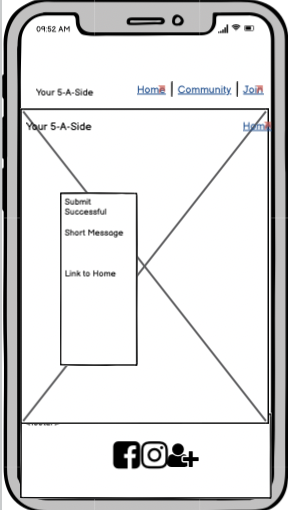 09:52 AM
Your 5-A-Side
Home Community Join
Your 5-A-Side
Home
Submit
Successful
Short Message
Link to Home